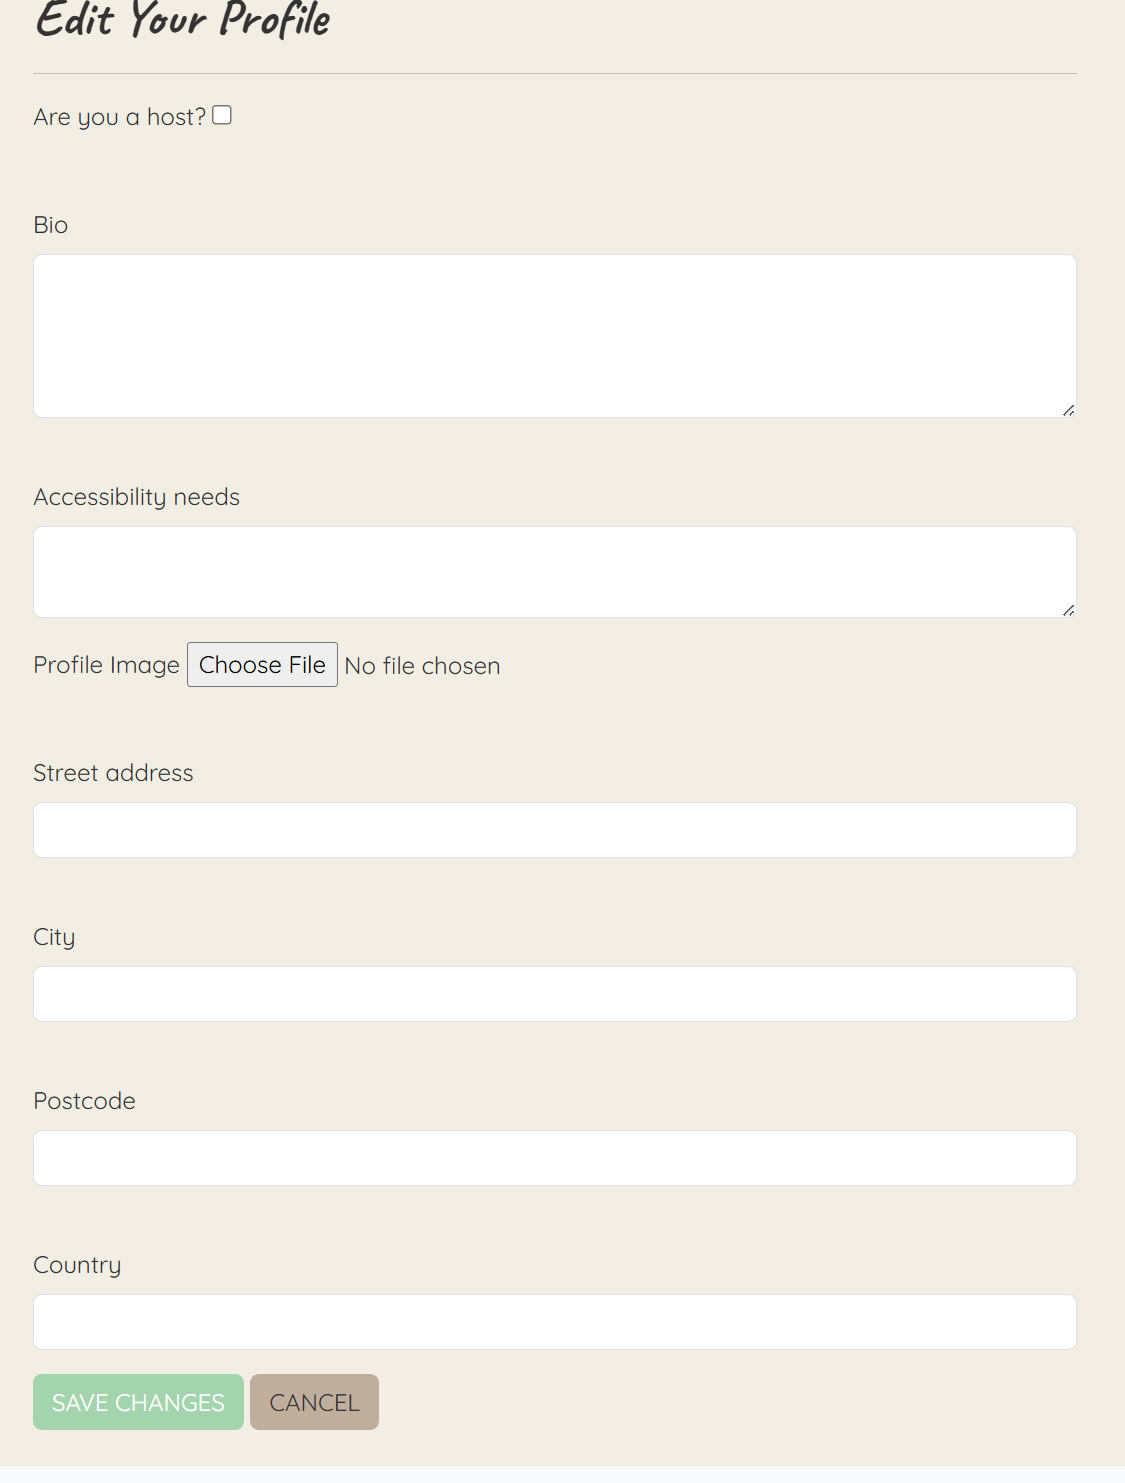 Edit Your Profile
Are you a host?
Bio
Accessibility needs
Profile Image Choose File No file chosen
Street address
City
Postcode
Country
SAVE CHANGES CANCEL